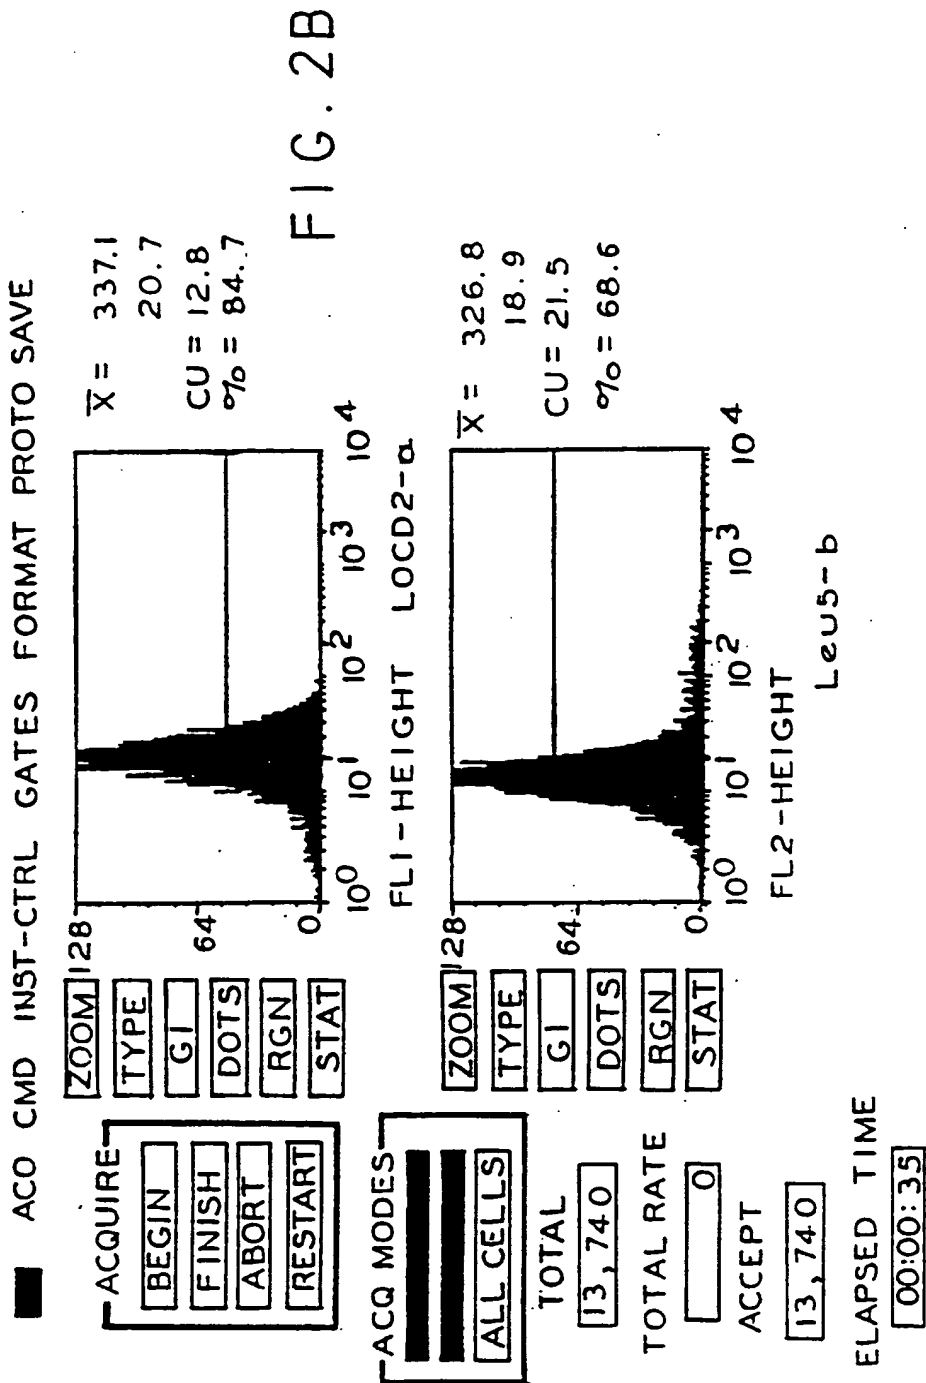 ACO CMD INST-CTRL GATES FORMAT PROTO SAVE
ACQUIRE
BEGIN
FINISH
ABORT
RESTART
ACQ MODES
ALL CELLS
TOTAL
13,740
TOTAL RATE
0
ACCEPT
13,740
ELAPSED TIME
00:00:35
ZOOM
TYPE
GI
DOTS
RGN
STAT
128
64
0
10⁰ 10¹ 10² 10³ 10⁴
FL1-HEIGHT LOCD2-a
X̅ = 337.1
20.7
CU = 12.8
% = 84.7
ZOOM
TYPE
GI
DOTS
RGN
STAT
128
64
0
10⁰ 10¹ 10¹ 10² 10² 10³ 10³ 10⁴
FL2-HEIGHT
Leu5-b
X̅ = 326.8
18.9
CU = 21.5
% = 68.6
FIG. 2B